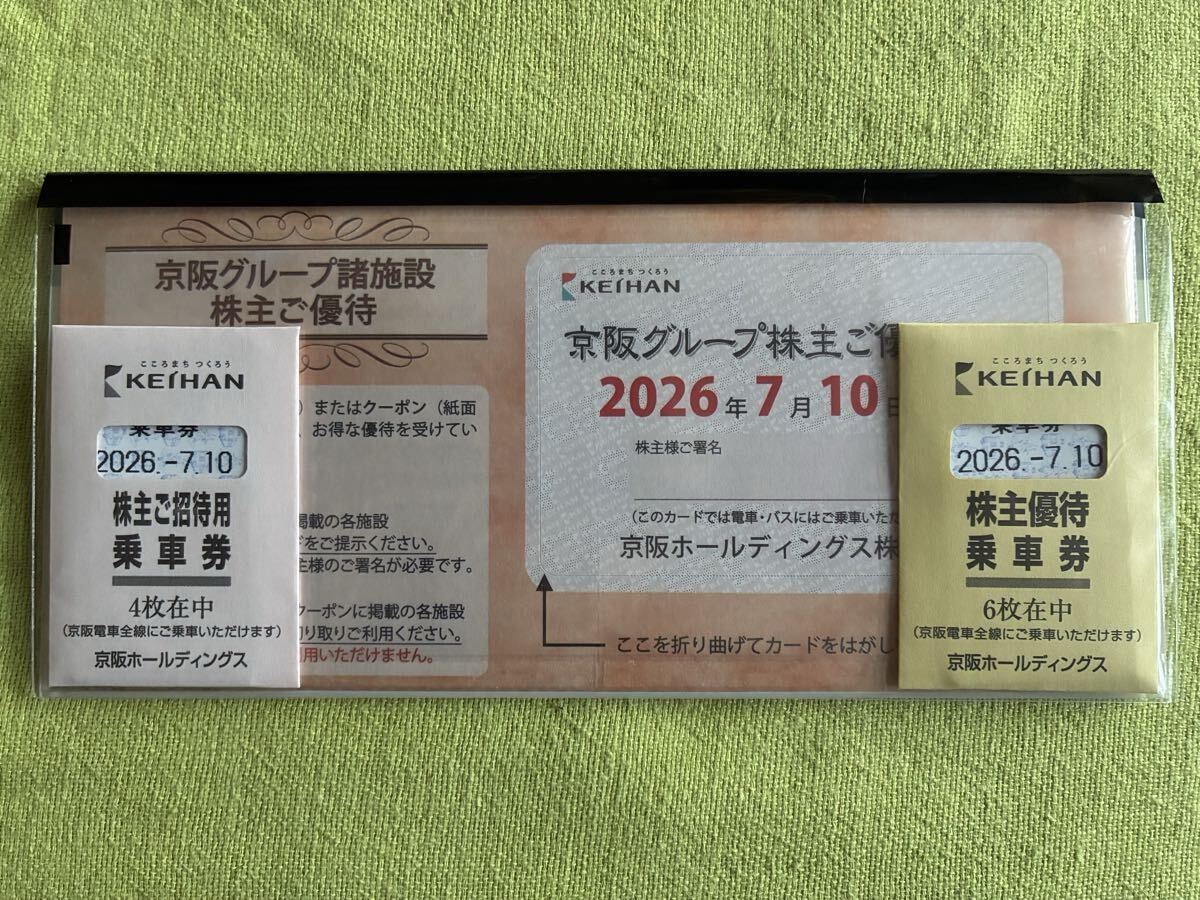 京阪グループ諸施設
株主ご優待
）またはクーポン（紙面
、お得な優待を受けてい
掲載の各施設
をご提示ください。
主様のご署名が必要です。
クーポンに掲載の各施設
切り取りご利用ください。
用いただけません。
こころまち つくろう
KEIHAN
京阪グループ株主ご優
2026年7月10日
株主様ご署名
（このカードでは電車・バスにはご乗車いただ
京阪ホールディングス株
ここを折り曲げてカードをはがし
こころまち つくろう
KEIHAN
乗車券
2026.-7.10
株主ご招待用
乗車券
4枚在中
（京阪電車全線にご乗車いただけます）
京阪ホールディングス
こころまち つくろう
KEIHAN
乗車券
2026.-7.10
株主優待
乗車券
6枚在中
（京阪電車全線にご乗車いただけます）
京阪ホールディングス